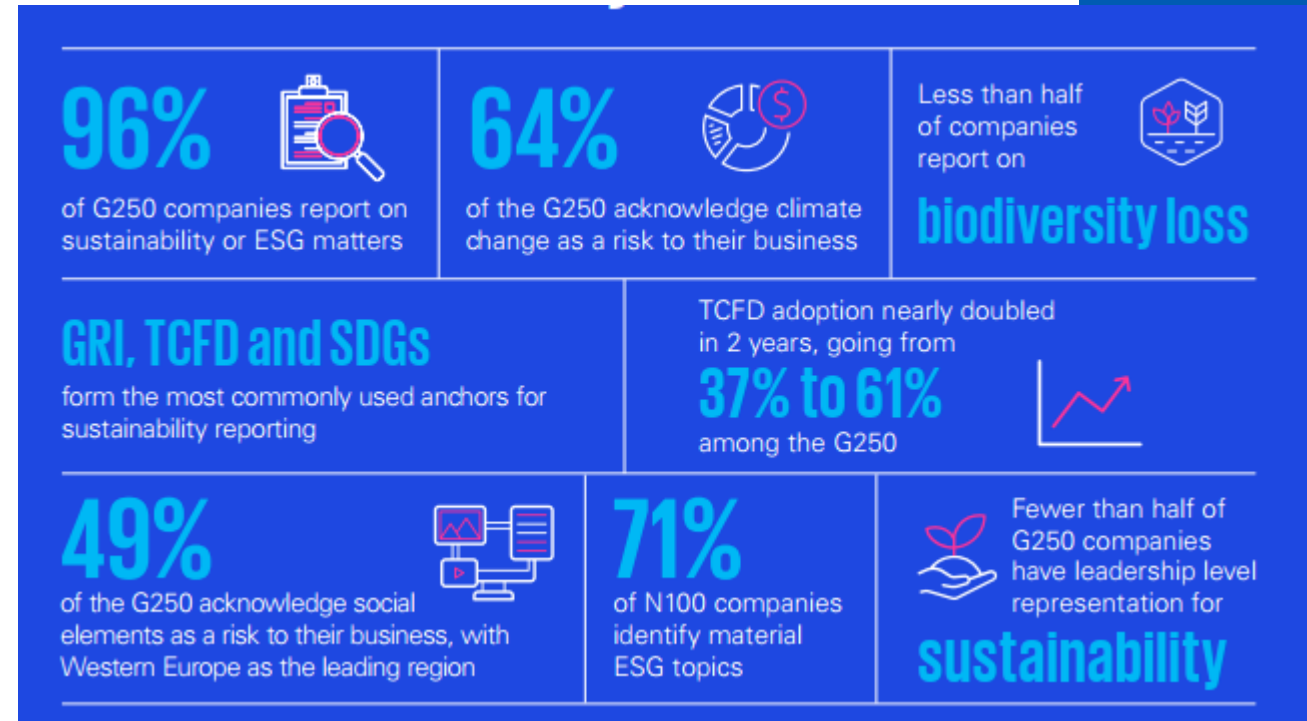 96%
of G250 companies report on
sustainability or ESG matters
64%
of the G250 acknowledge climate
change as a risk to their business
Less than half
of companies
report on
biodiversity loss
GRI, TCFD and SDGs
form the most commonly used anchors for
sustainability reporting
TCFD adoption nearly doubled
in 2 years, going from
37% to 61%
among the G250
49%
of the G250 acknowledge social
elements as a risk to their business, with
Western Europe as the leading region
71%
of N100 companies
identify material
ESG topics
Fewer than half of
G250 companies
have leadership level
representation for
sustainability